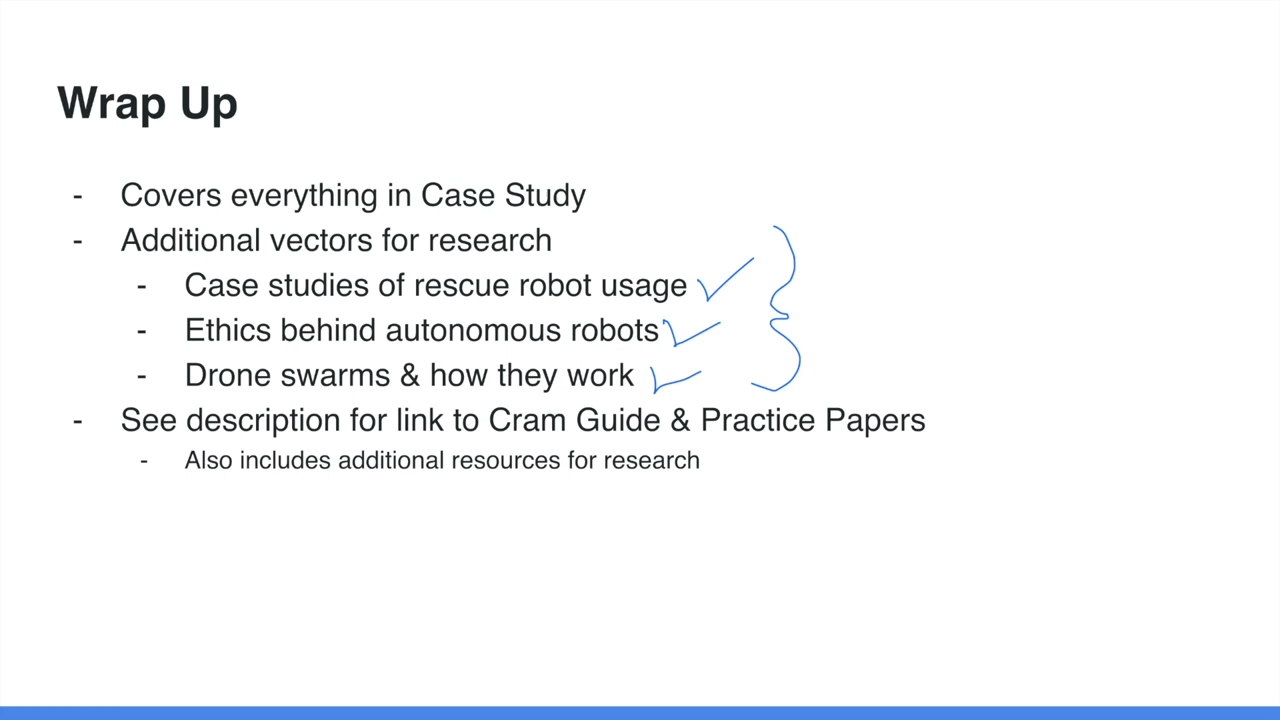 Wrap Up
- Covers everything in Case Study
- Additional vectors for research
- Case studies of rescue robot usage
- Ethics behind autonomous robots
- Drone swarms & how they work
- See description for link to Cram Guide & Practice Papers
- Also includes additional resources for research